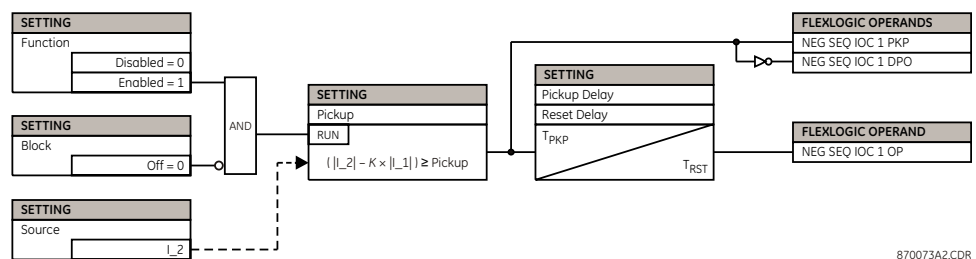 SETTING
Function
Disabled = 0
Enabled = 1
SETTING
Block
Off = 0
SETTING
Source
I_2
AND
SETTING
Pickup
RUN
( |I_2| – K × |I_1| ) ≥ Pickup
SETTING
Pickup Delay
Reset Delay
TPKP
TRST
FLEXLOGIC OPERANDS
NEG SEQ IOC 1 PKP
NEG SEQ IOC 1 DPO
FLEXLOGIC OPERAND
NEG SEQ IOC 1 OP
870073A2.CDR